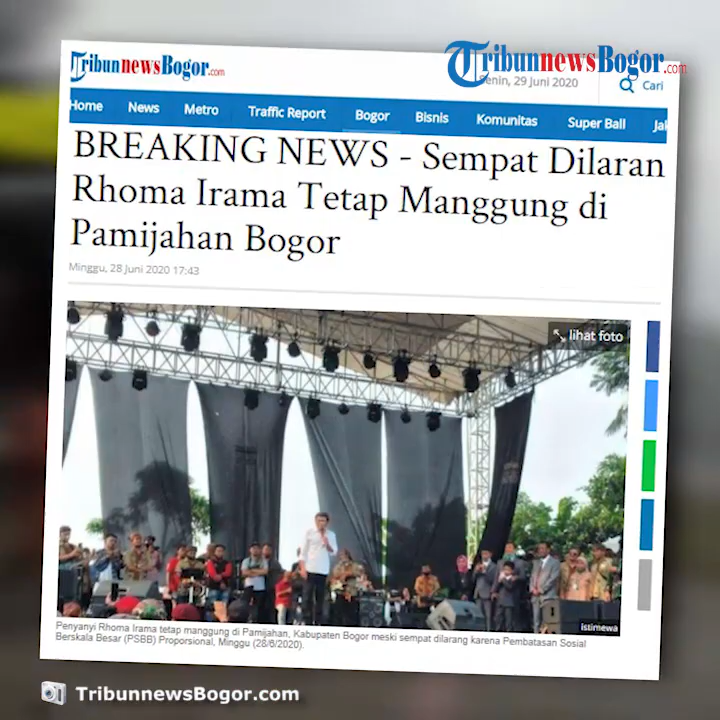 TribunnewsBogor.com
TribunnewsBogor.com
Senin, 29 Juni 2020
Cari
Home News Metro Traffic Report Bogor Bisnis Komunitas Super Ball Jak
BREAKING NEWS - Sempat Dilaran
Rhoma Irama Tetap Manggung di
Pamijahan Bogor
Minggu, 28 Juni 2020 17:43
lihat foto
istimewa
Penyanyi Rhoma Irama tetap manggung di Pamijahan, Kabupaten Bogor meski sempat dilarang karena Pembatasan Sosial
Berskala Besar (PSBB) Proporsional, Minggu (28/6/2020).
TribunnewsBogor.com